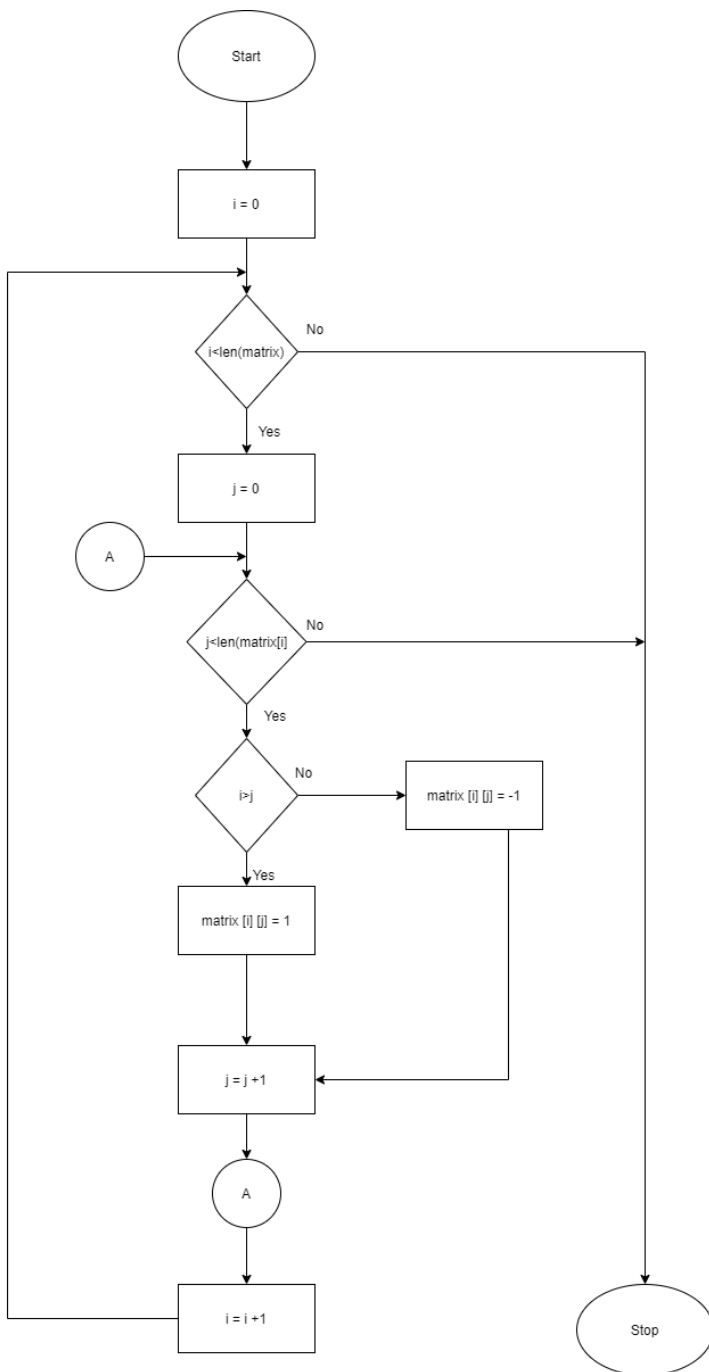 Start
i = 0
No
i<len(matrix)
Yes
j = 0
A
No
j<len(matrix[i]
Yes
No
i>j
matrix [i] [j] = -1
Yes
matrix [i] [j] = 1
j = j +1
A
i = i +1
Stop